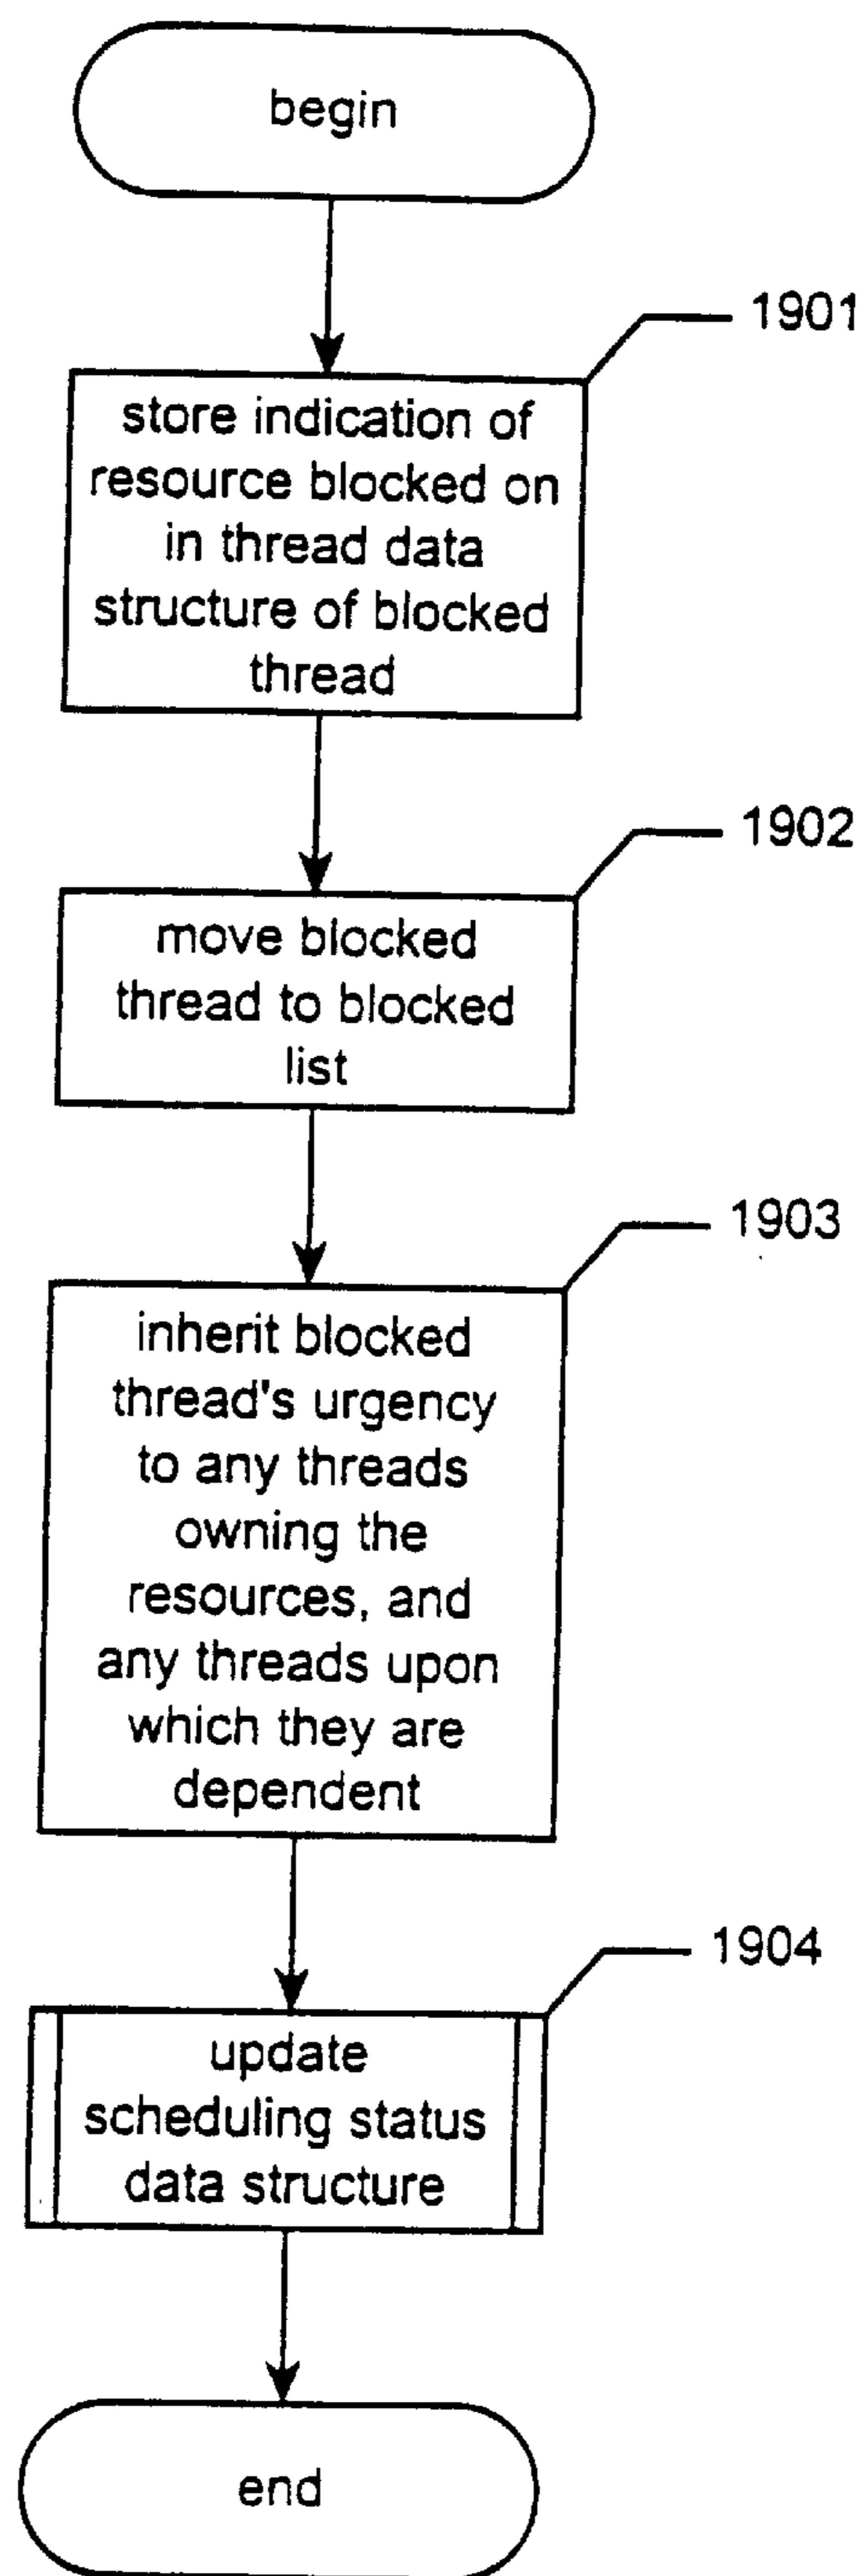 begin
1901
store indication of
resource blocked on
in thread data
structure of blocked
thread
1902
move blocked
thread to blocked
list
1903
inherit blocked
thread's urgency
to any threads
owning the
resources, and
any threads upon
which they are
dependent
1904
update
scheduling status
data structure
end